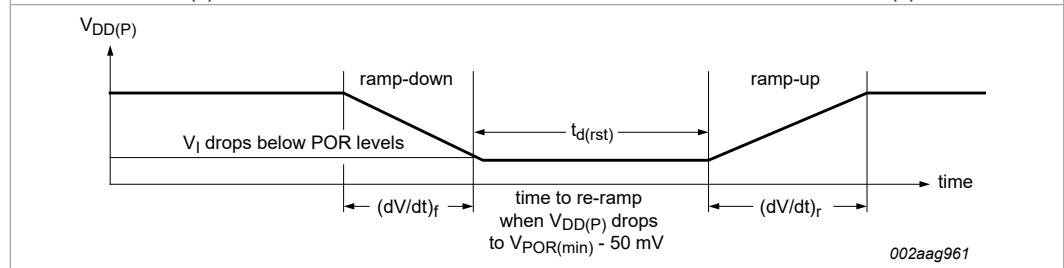 V_DD(P)
ramp-down
ramp-up
V_I drops below POR levels
t_d(rst)
time
(dV/dt)_f
time to re-ramp
when V_DD(P) drops
to V_POR(min) - 50 mV
(dV/dt)_r
002aag961